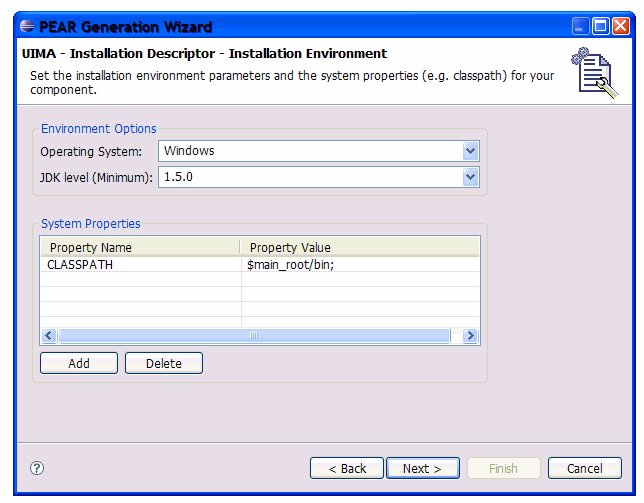 PEAR Generation Wizard
UIMA - Installation Descriptor - Installation Environment
Set the installation environment parameters and the system properties (e.g. classpath) for your
component.
Environment Options
Operating System: Windows
JDK level (Minimum): 1.5.0
System Properties
Property Name Property Value
CLASSPATH $main_root/bin;
Add Delete
? < Back Next > Finish Cancel